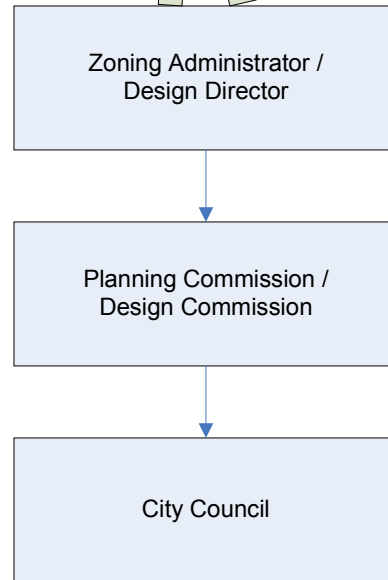 Zoning Administrator /
Design Director
Planning Commission /
Design Commission
City Council